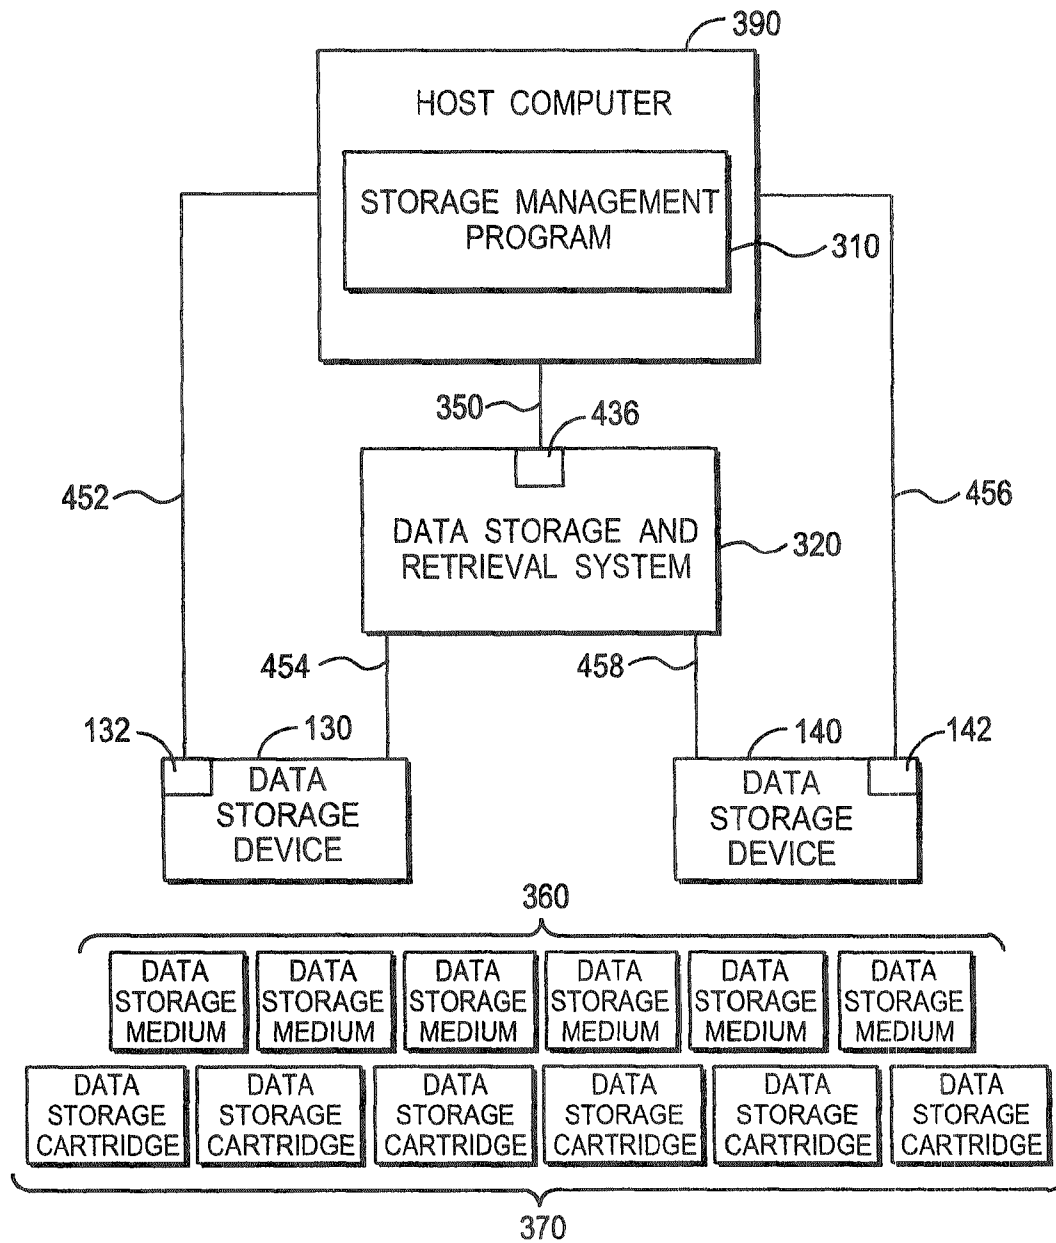 390
HOST COMPUTER
STORAGE MANAGEMENT
PROGRAM
310
350
436
452
456
DATA STORAGE AND
RETRIEVAL SYSTEM
320
454
458
132
130
140
142
DATA
STORAGE
DEVICE
DATA
STORAGE
DEVICE
360
DATA
STORAGE
MEDIUM
DATA
STORAGE
MEDIUM
DATA
STORAGE
MEDIUM
DATA
STORAGE
MEDIUM
DATA
STORAGE
MEDIUM
DATA
STORAGE
MEDIUM
DATA
STORAGE
CARTRIDGE
DATA
STORAGE
CARTRIDGE
DATA
STORAGE
CARTRIDGE
DATA
STORAGE
CARTRIDGE
DATA
STORAGE
CARTRIDGE
DATA
STORAGE
CARTRIDGE
370